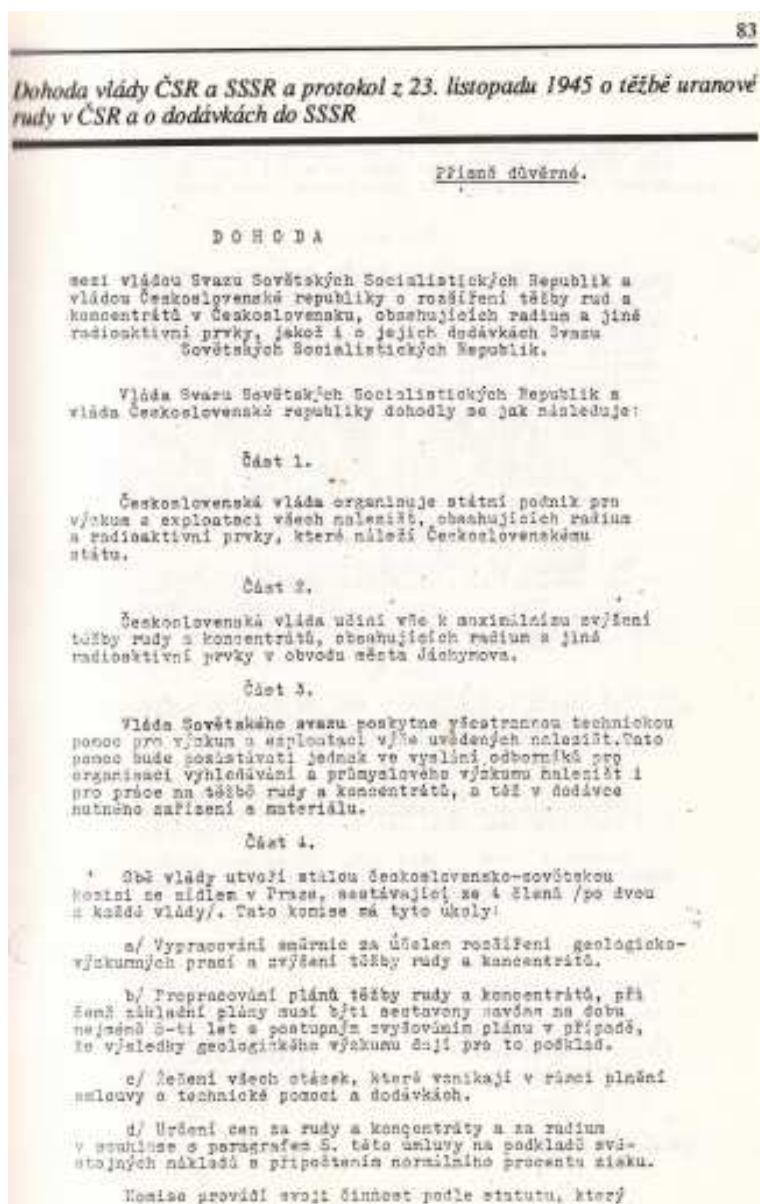 83
Dohoda vlády ČSR a SSSR a protokol z 23. listopadu 1945 o těžbě uranové
rudy v ČSR a o dodávkách do SSSR
Přísně důvěrné.
D O H O D A
mezi vládou Svazu Sovětských Socialistických Republik a
vládou Československé republiky o rozšíření těžby rud a
koncentrátů v Československu, obsahujících radium a jiné
radioaktivní prvky, jakož i o jejich dodávkách Svazu
Sovětských Socialistických Republik.
Vláda Svazu Sovětských Socialistických Republik a
vláda Československé republiky dohodly se jak následuje:
Část 1.
Československá vláda organisuje státní podnik pro
výzkum a exploataci všech nalezišť, obsahujících radium
a radioaktivní prvky, které náleží Československému
státu.
Část 2.
Československá vláda učiní vše k maximálnímu zvýšení
těžby rudy a koncentrátů, obsahujících radium a jiné
radioaktivní prvky v obvodu města Jáchymova.
Část 3.
Vláda Sovětského svazu poskytne všestrannou technickou
pomoc pro výzkum a exploataci výše uvedených nalezišť.Tato
pomoc bude pozůstávati jednak ve vyslání odborníků pro
organisaci vyhledávání a průmyslového výzkumu nalezišť i
pro práce na těžbě rudy a koncentrátů, a též v dodávce
nutného zařízení a materiálu.
Část 4.
Obě vlády utvoří stálou československo-sovětskou
komisi se sídlem v Praze, sestávající ze 4 členů /po dvou
z každé vlády/. Tato komise má tyto úkoly:
a/ Vypracování směrnic za účelem rozšíření geologicko-
výzkumných prací a zvýšení těžby rudy a koncentrátů.
b/ Propracování plánů těžby rudy a koncentrátů, při
čemž základní plány musí býti sestaveny na dobu
nejméně 5-ti let s postupným zvyšováním plánu v případě,
že výsledky geologického výzkumu dají pro to podklad.
c/ Řešení všech otázek, které vznikají v rámci plnění
smlouvy o technické pomoci a dodávkách.
d/ Určení cen za rudy a koncentráty a za radium
v souhlase s paragrafem 5. této úmluvy na podkladě
nákladů s připočtením normálního procenta zisku.
Komise provádí svoji činnost podle statutu, který